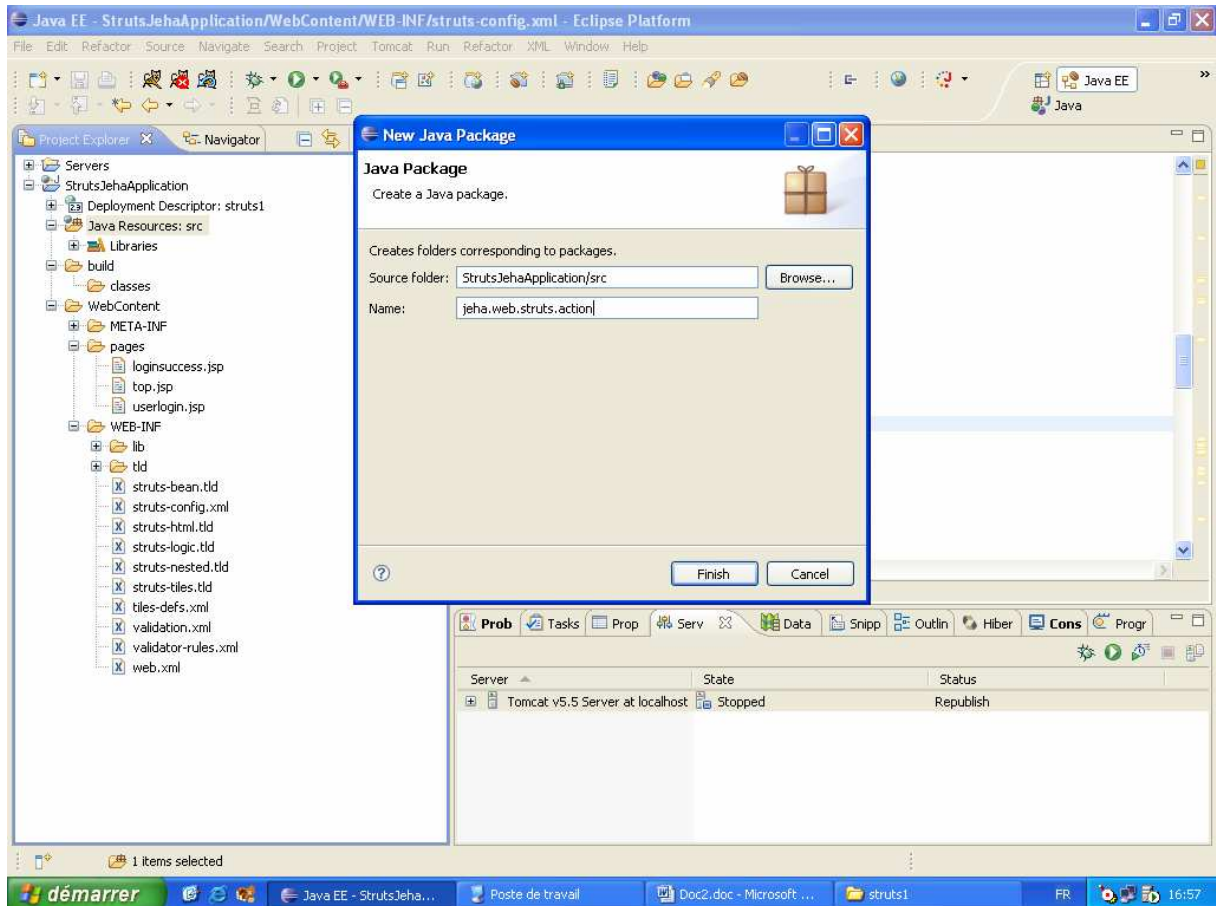 Java EE - StrutsJehaApplication/WebContent/WEB-INF/struts-config.xml - Eclipse Platform
File Edit Refactor Source Navigate Search Project Tomcat Run Refactor XML Window Help
Java EE
Java
Project Explorer
Navigator
Servers
StrutsJehaApplication
Deployment Descriptor: struts1
Java Resources: src
Libraries
build
classes
WebContent
META-INF
pages
loginsuccess.jsp
top.jsp
userlogin.jsp
WEB-INF
lib
tld
struts-bean.tld
struts-config.xml
struts-html.tld
struts-logic.tld
struts-nested.tld
struts-tiles.tld
tiles-defs.xml
validation.xml
validator-rules.xml
web.xml
New Java Package
Java Package
Create a Java package.
Creates folders corresponding to packages.
Source folder: StrutsJehaApplication/src Browse...
Name: jeha.web.struts.action
Finish Cancel
Prob Tasks Prop Serv Data Snipp Outlin Hiber Cons Progr
Server State Status
Tomcat v5.5 Server at localhost Stopped Republish
1 items selected
démarrer Java EE - StrutsJeha... Poste de travail Doc2.doc - Microsoft ... struts1 FR 16:57